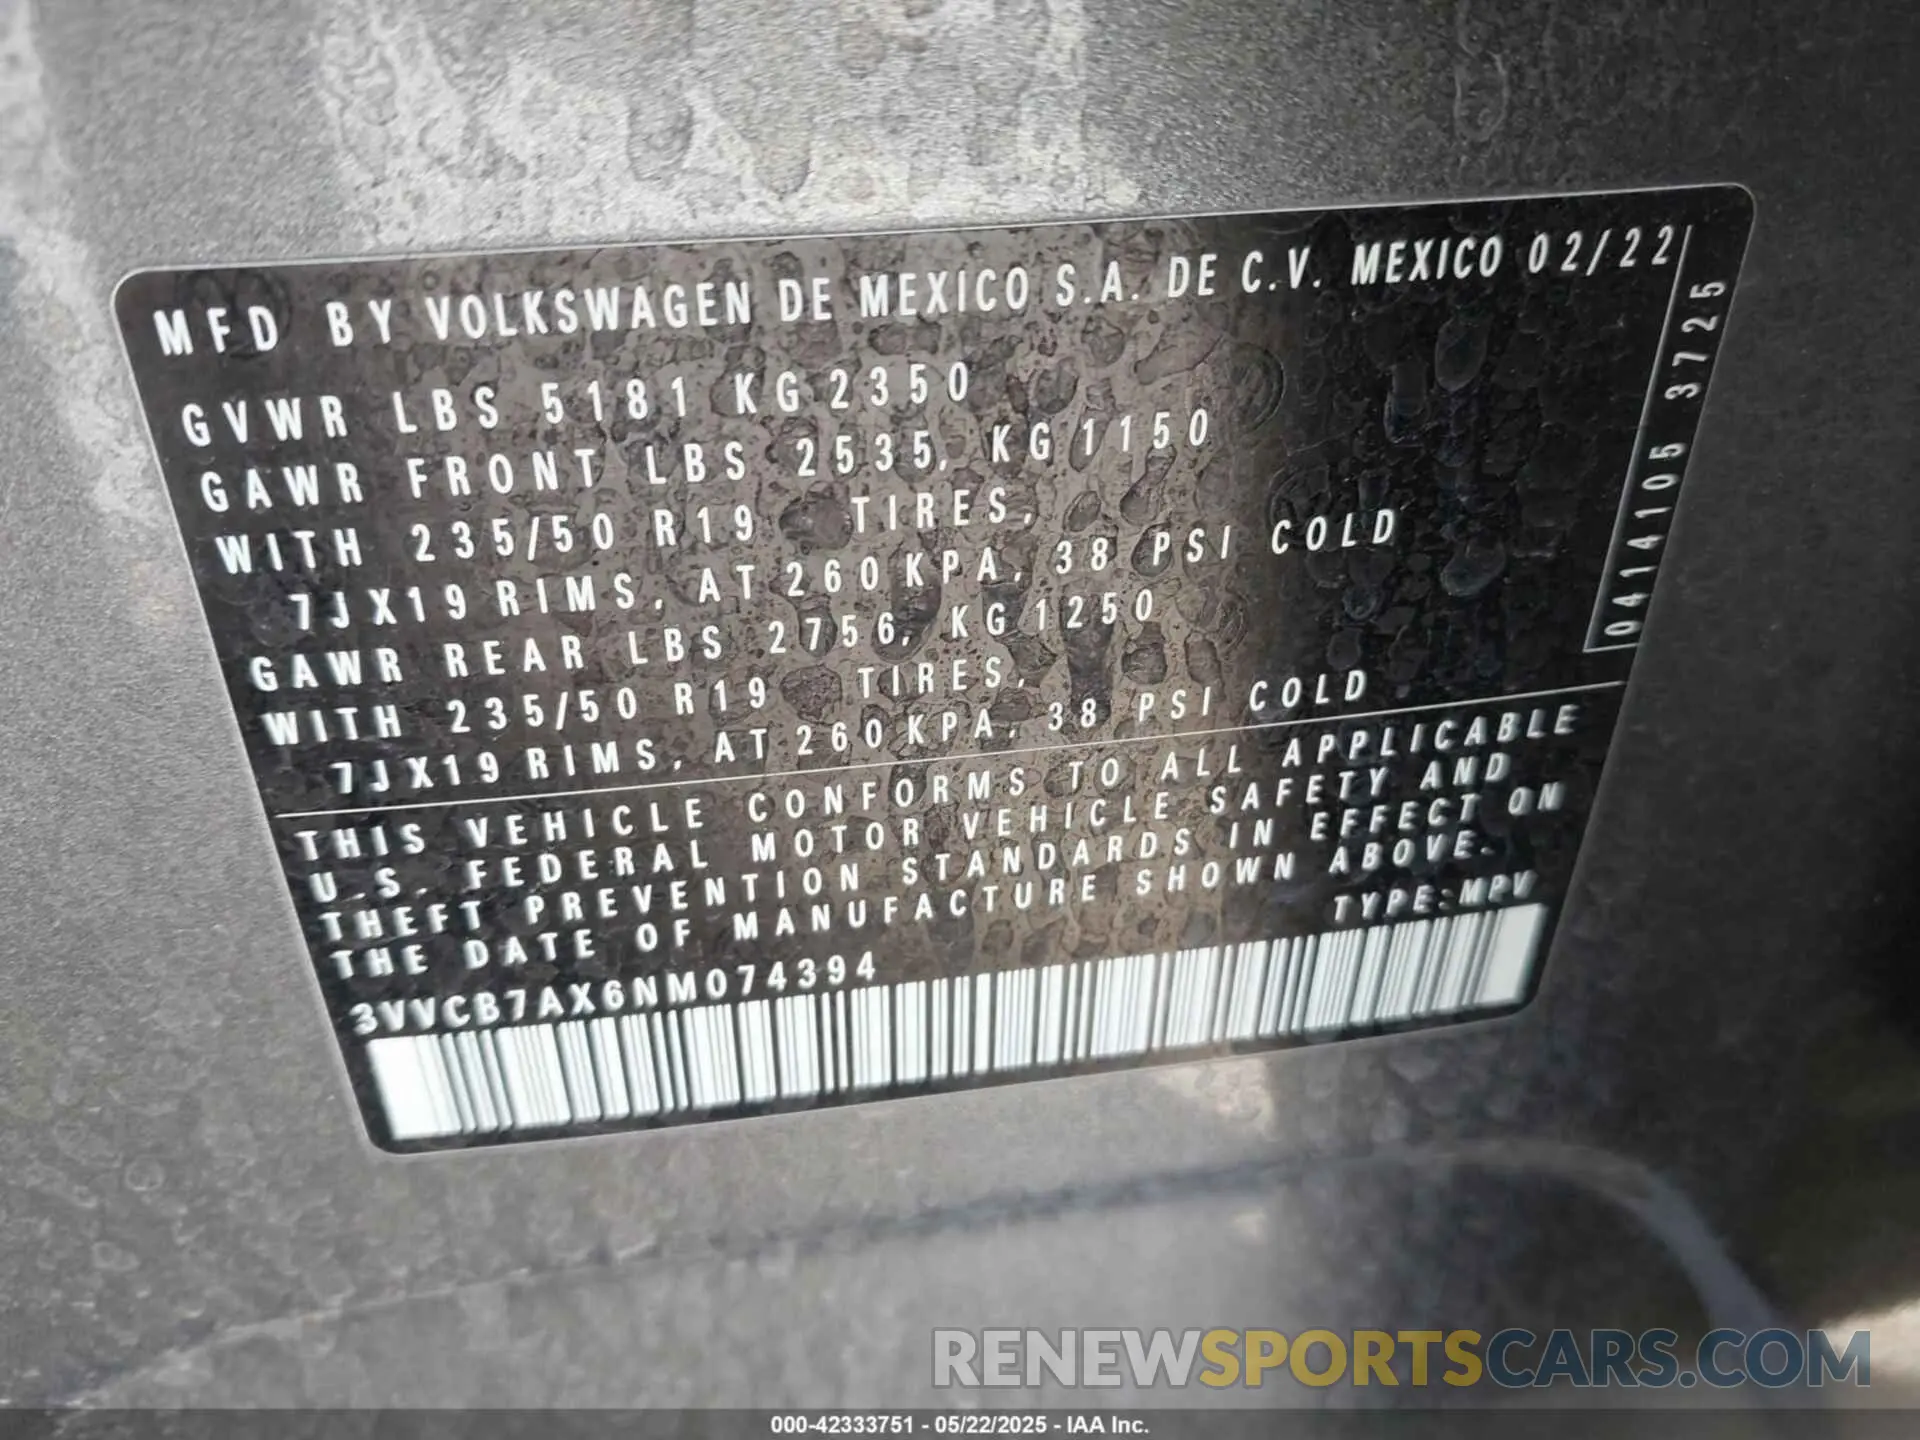 MFD BY VOLKSWAGEN DE MEXICO S.A. DE C.V. MEXICO 02/22
GVWR LBS 5181 KG 2350
GAWR FRONT LBS 2535, KG 1150
WITH 235/50 R19 TIRES,
7JX19 RIMS, AT 260 KPA, 38 PSI COLD
GAWR REAR LBS 2756, KG 1250
WITH 235/50 R19 TIRES,
7JX19 RIMS, AT 260 KPA, 38 PSI COLD
0414105 3725
THIS VEHICLE CONFORMS TO ALL APPLICABLE
U.S. FEDERAL MOTOR VEHICLE SAFETY AND
THEFT PREVENTION STANDARDS IN EFFECT ON
THE DATE OF MANUFACTURE SHOWN ABOVE.
TYPE: MPV
3VVCB7AX6NM074394
RENEWSPORTSCARS.COM
000-42333751 - 05/22/2025 - IAA Inc.